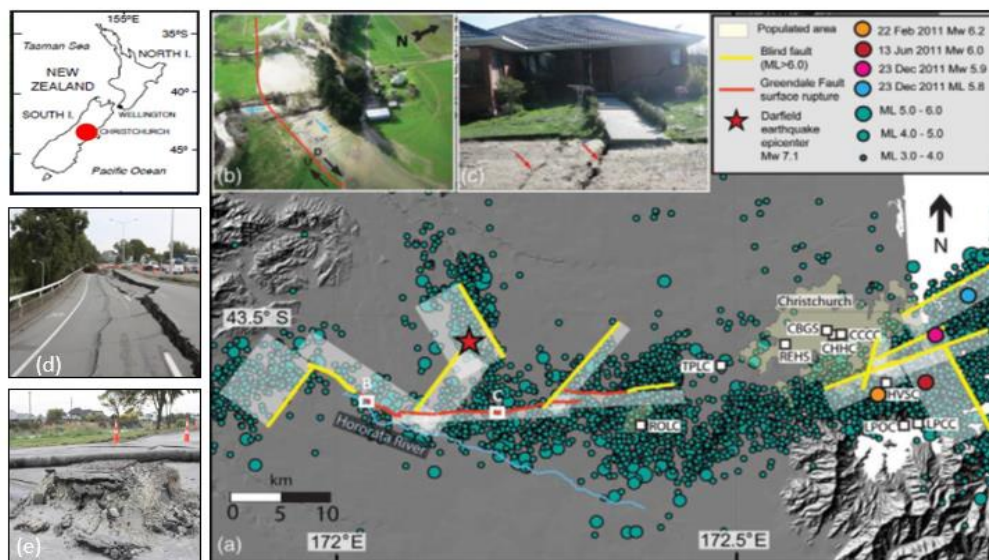 155°E
35°S
Tasman Sea
NORTH I.
NEW
ZEALAND
40°
SOUTH I.
WELLINGTON
CHRISTCHURCH
45°
Pacific Ocean
(d)
(e)
N
D
(b)
(c)
Populated area
Blind fault
(ML>6.0)
Greendale Fault
surface rupture
Darfield
earthquake
epicenter
Mw 7.1
22 Feb 2011 Mw 6.2
13 Jun 2011 Mw 6.0
23 Dec 2011 Mw 5.9
23 Dec 2011 ML 5.8
ML 5.0 - 6.0
ML 4.0 - 5.0
ML 3.0 - 4.0
N
43.5° S
Christchurch
CBGS
CCCC
CHHC
REHS
TPLC
B
C
HVSC
ROLC
LPOC
LPCC
Hororata River
km
0
5
10
(a)
172° E
172.5° E